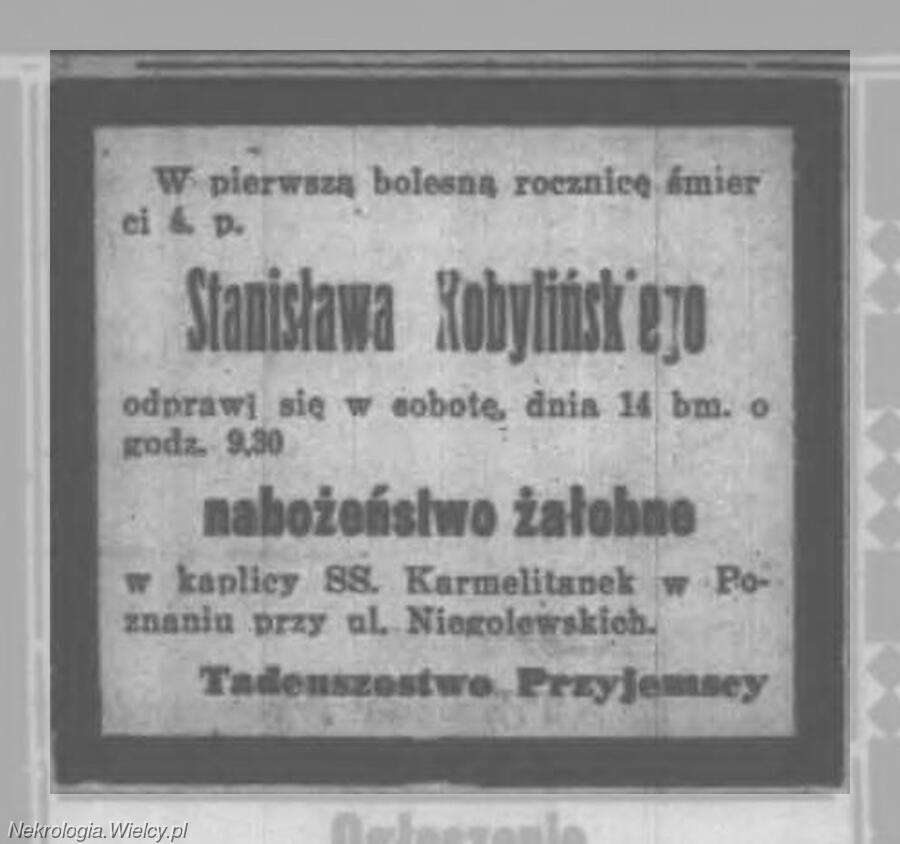 W pierwszą bolesną rocznicę śmier
ci ś. p.
Stanisława Kobylińskiego
odprawi się w sobotę, dnia 14 bm. o
godz. 9,30
nabożeństwo żałobne
w kaplicy SS. Karmelitanek w Po-
znaniu przy ul. Niegolewskich.
Tadeuszostwo Przyjemscy
Ogłoszenie
Nekrologia.Wielcy.pl